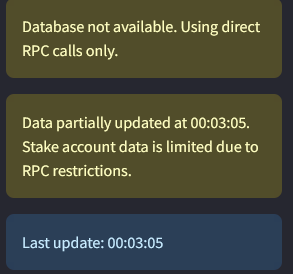 Database not available. Using direct
RPC calls only.
Data partially updated at 00:03:05.
Stake account data is limited due to
RPC restrictions.
Last update: 00:03:05